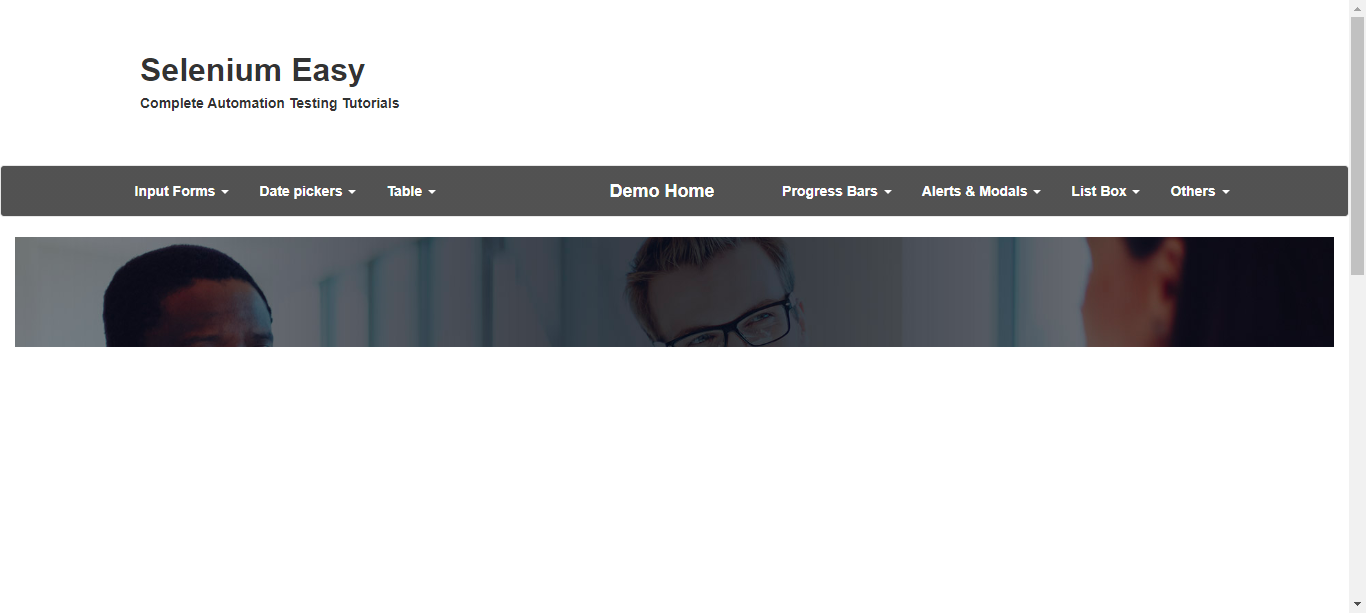 Selenium Easy
Complete Automation Testing Tutorials
Input Forms Date pickers Table Demo Home Progress Bars Alerts & Modals List Box Others